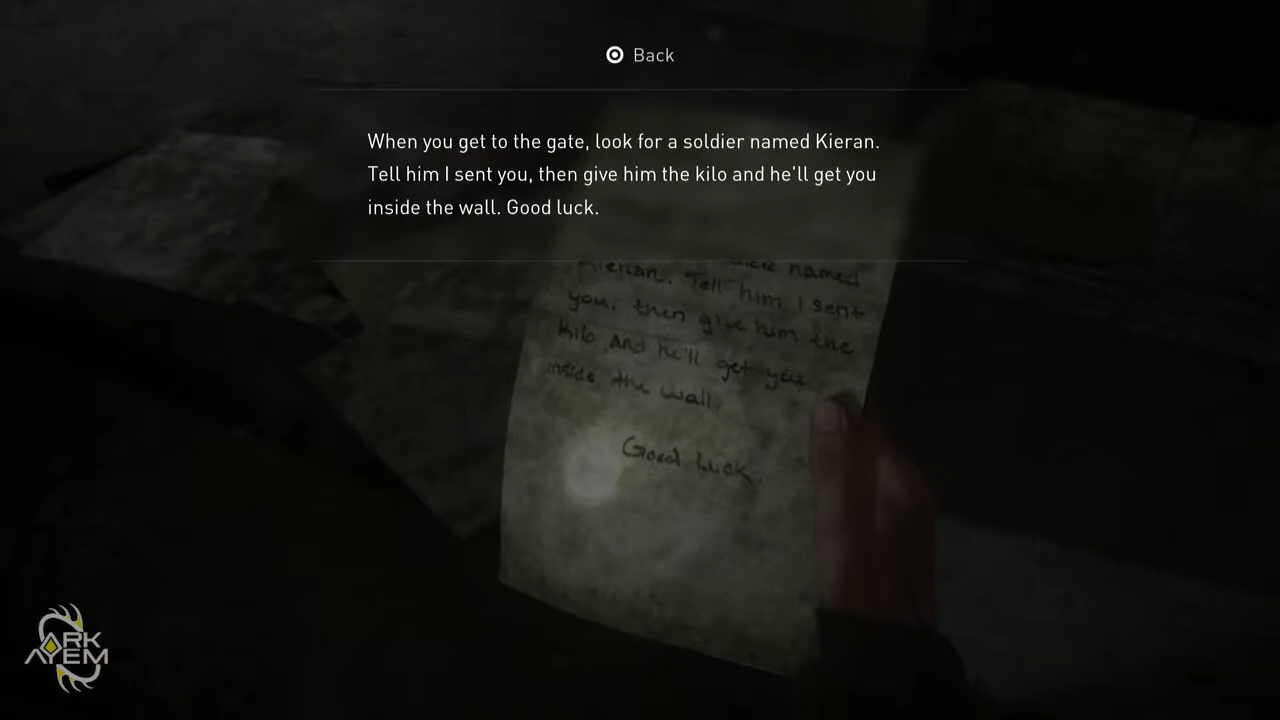 Back
When you get to the gate, look for a soldier named Kieran.
Tell him I sent you, then give him the kilo and he'll get you
inside the wall. Good luck.
named
Kieran. Tell him I sent
you, then give him the
kilo and he'll get you
inside the wall.
Good Luck.
ARK
AYEM